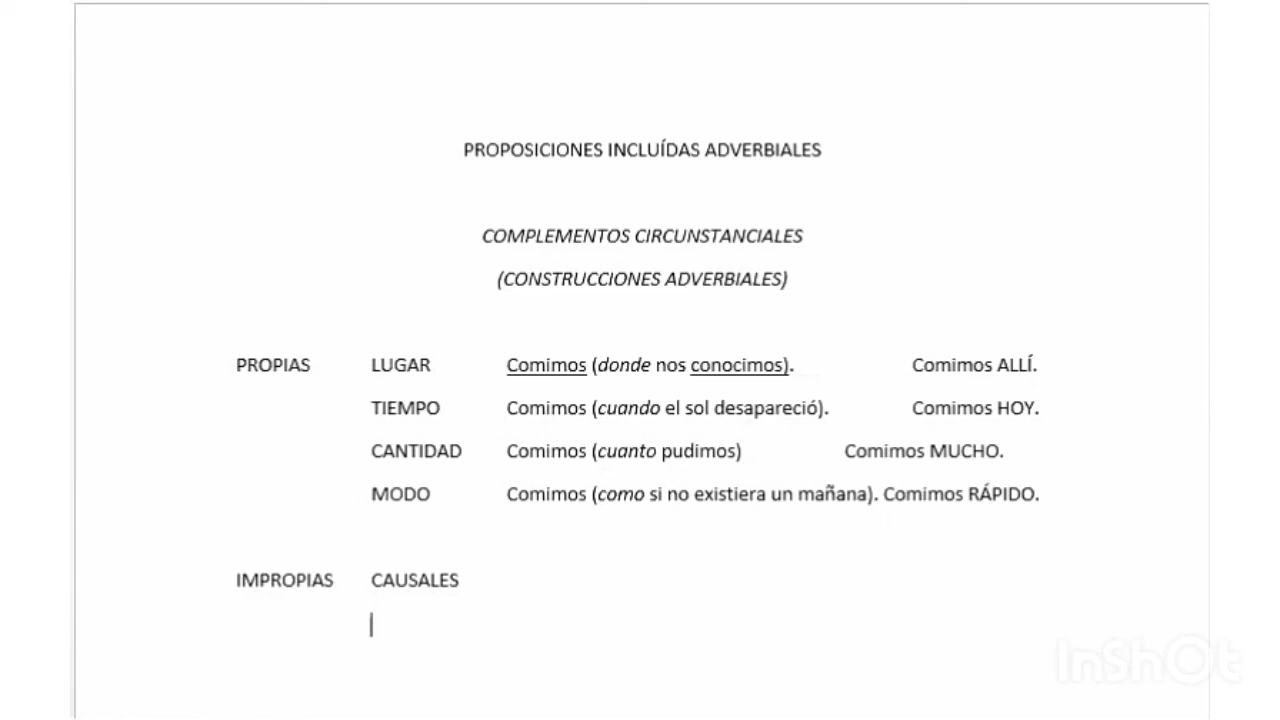 PROPOSICIONES INCLUÍDAS ADVERBIALES
COMPLEMENTOS CIRCUNSTANCIALES
(CONSTRUCCIONES ADVERBIALES)
PROPIAS LUGAR Comimos (donde nos conocimos). Comimos ALLÍ.
TIEMPO Comimos (cuando el sol desapareció). Comimos HOY.
CANTIDAD Comimos (cuanto pudimos) Comimos MUCHO.
MODO Comimos (como si no existiera un mañana). Comimos RÁPIDO.
IMPROPIAS CAUSALES
InShOt